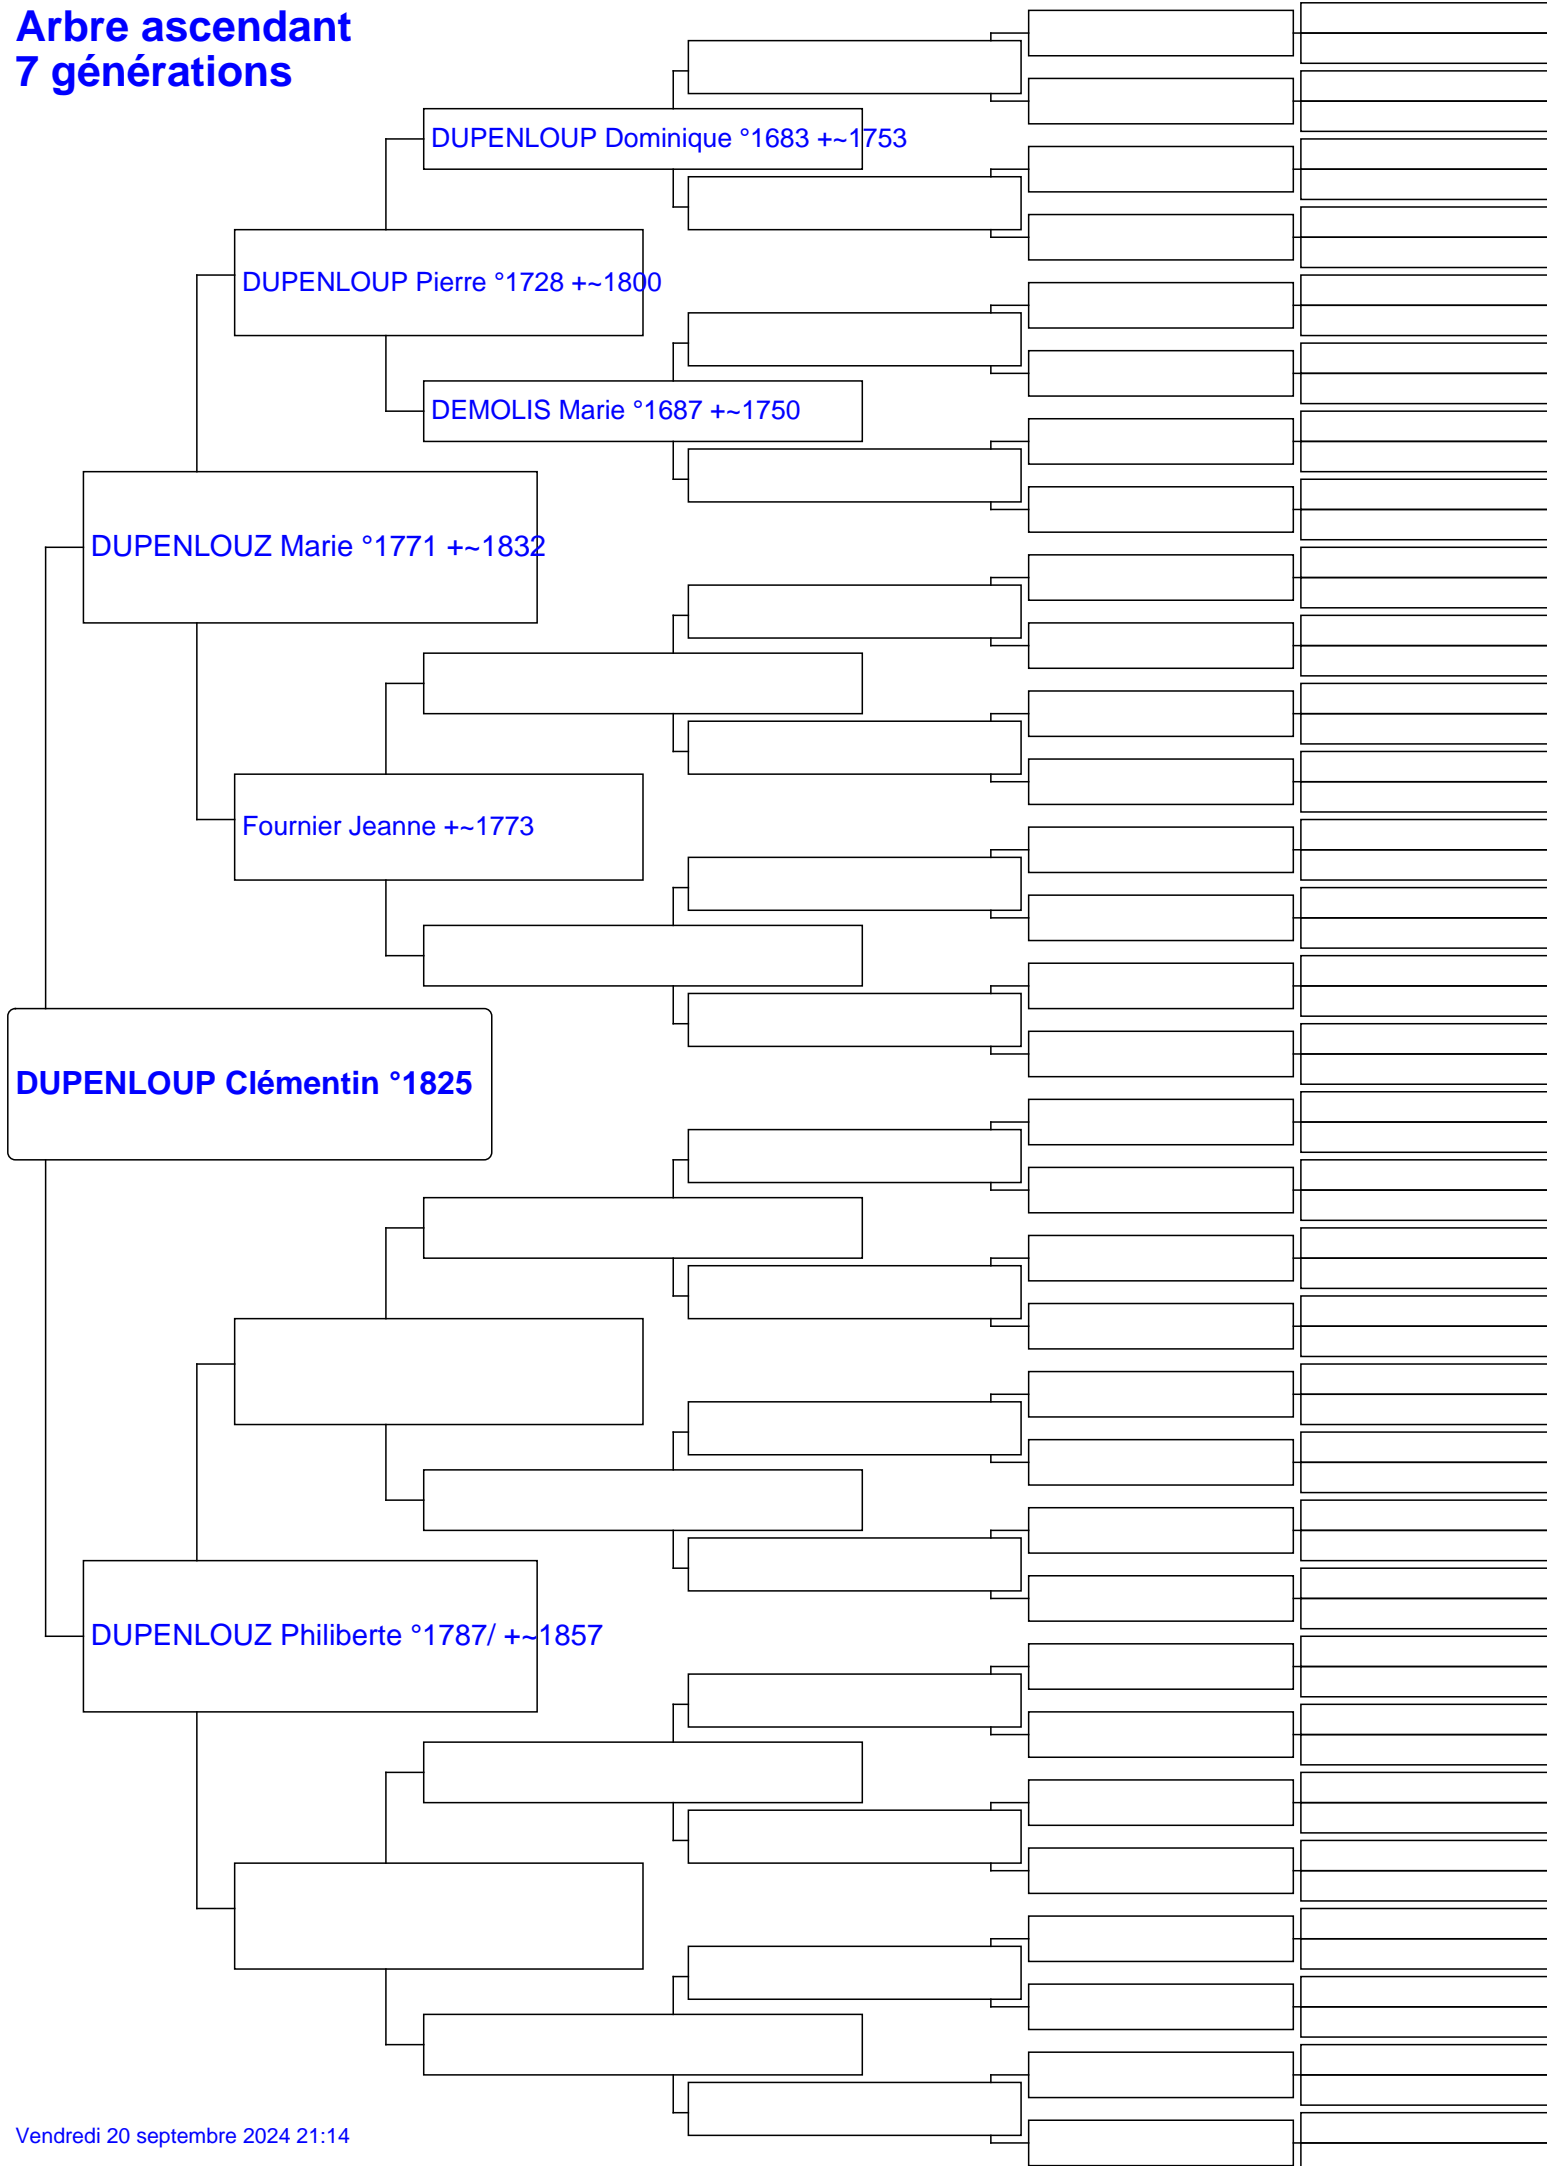 Arbre ascendant
7 générations
DUPENLOUP Dominique °1683 +~1753
DUPENLOUP Pierre °1728 +~1800
DEMOLIS Marie °1687 +~1750
DUPENLOUZ Marie °1771 +~1832
Fournier Jeanne +~1773
DUPENLOUP Clémentin °1825
DUPENLOUZ Philiberte °1787/ +~1857
Vendredi 20 septembre 2024 21:14